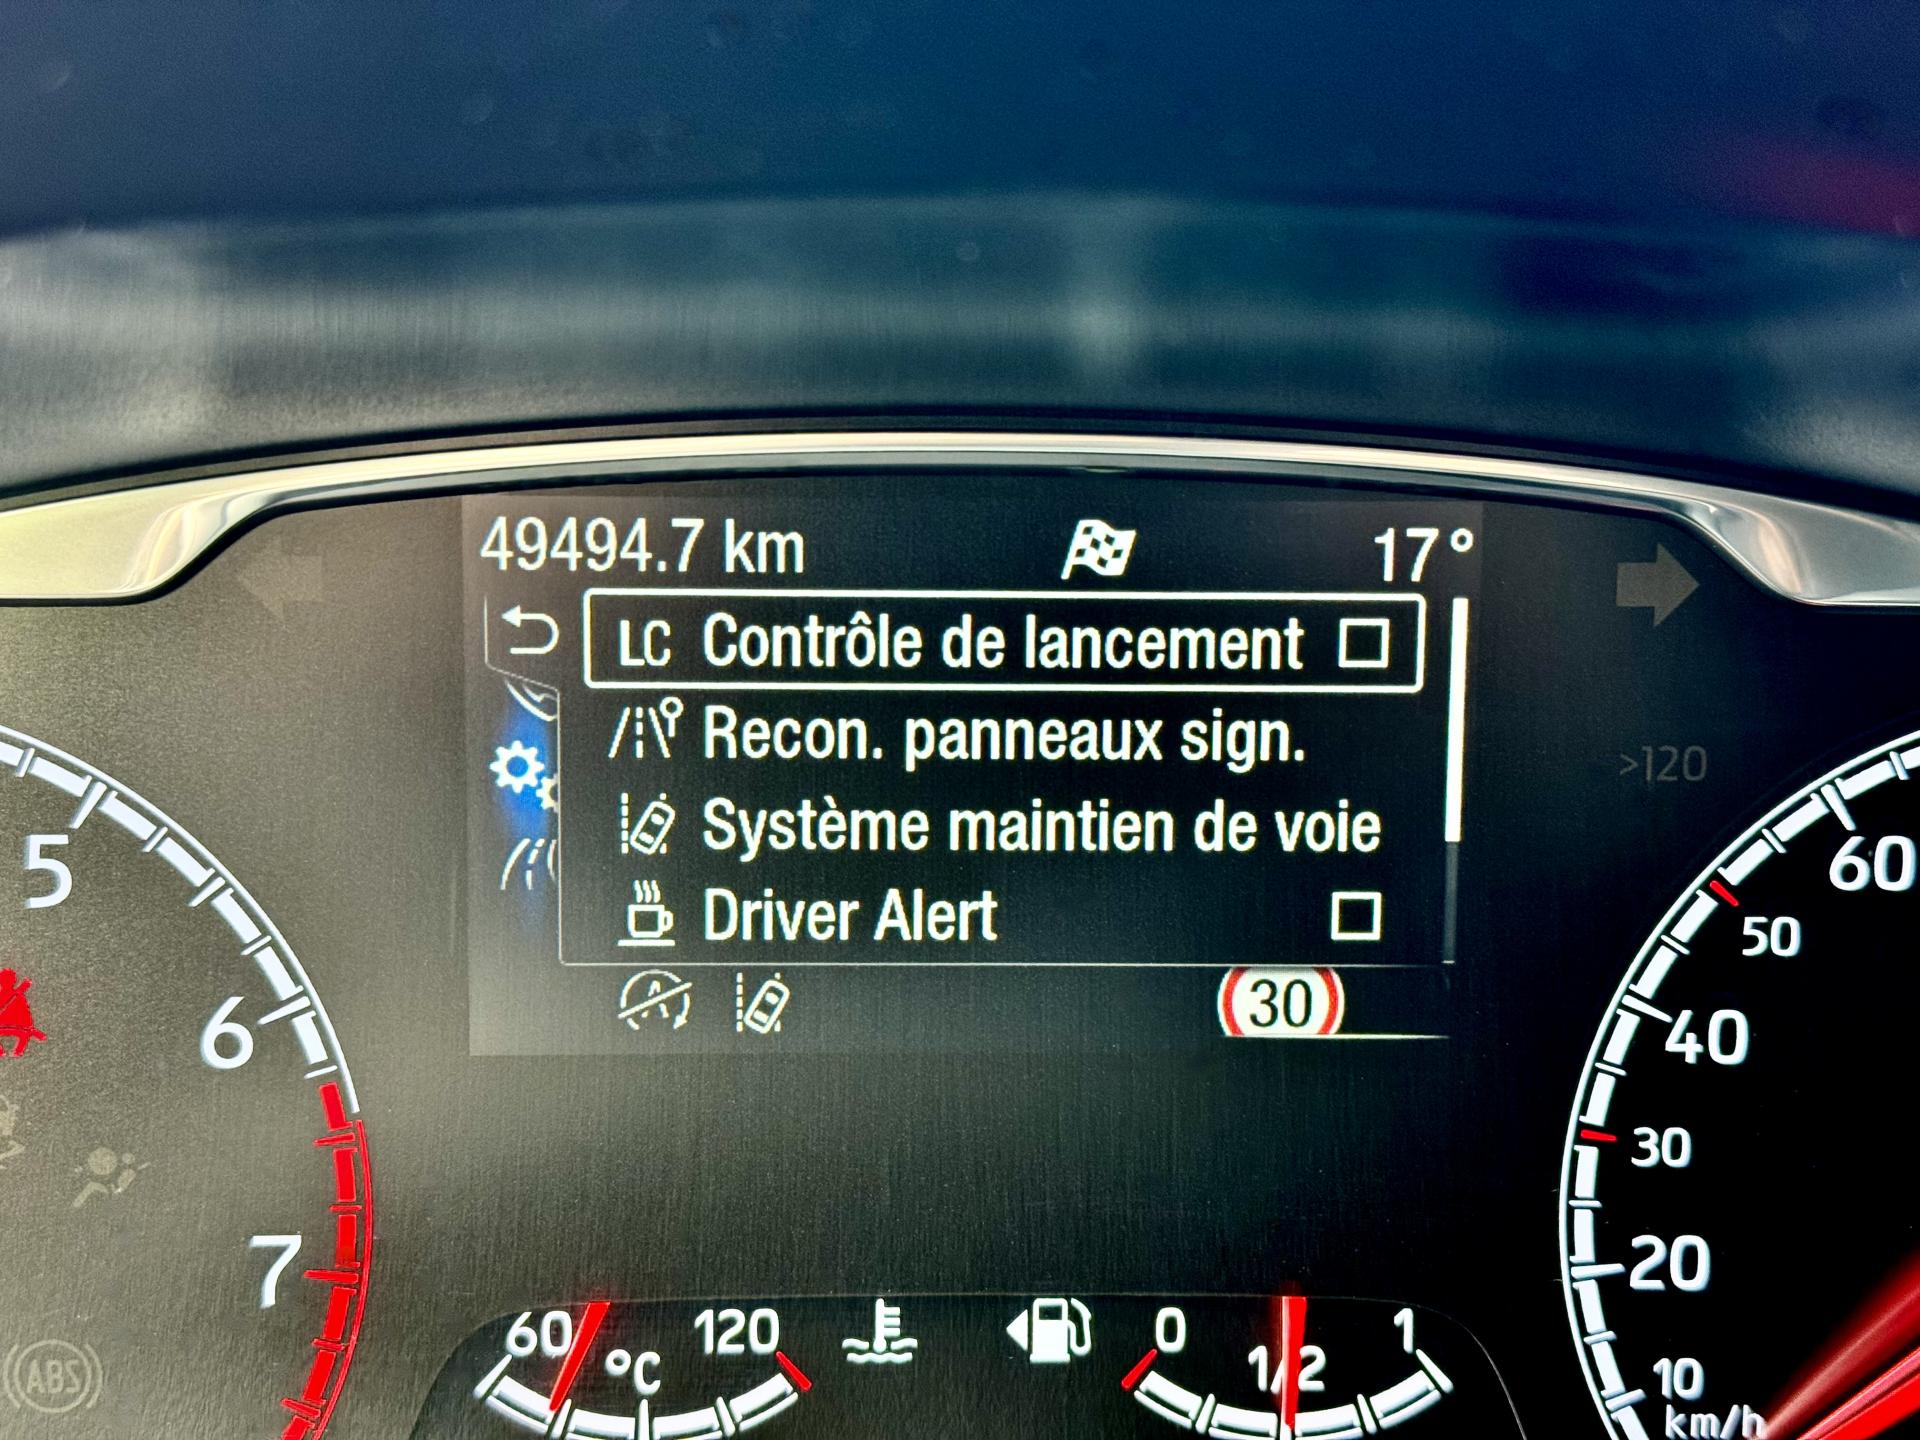 49494.7 km 17°
LC Contrôle de lancement
Recon. panneaux sign.
Système maintien de voie
Driver Alert
A 30
>120
5
6
7
ABS
60
50
40
30
20
10
km/h
60 °C 120
0 1/2 1